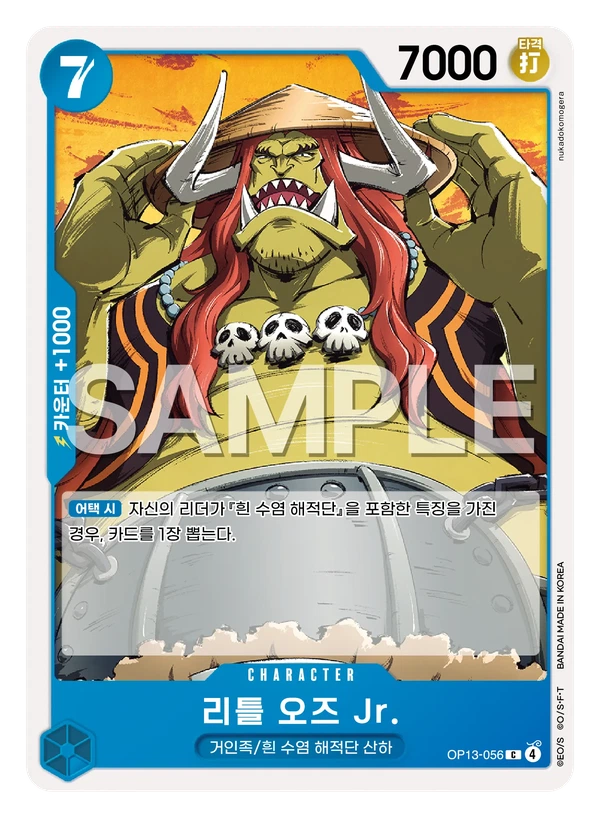 7
7000
타격
打
nukadokomogera
카운터 +1000
SAMPLE
어택 시 자신의 리더가 『흰 수염 해적단』을 포함한 특징을 가진
경우, 카드를 1장 뽑는다.
CHARACTER
리틀 오즈 Jr.
거인족/흰 수염 해적단 산하
OP13-056 C 4
©EO/S ©O/S·F·T BANDAI MADE IN KOREA